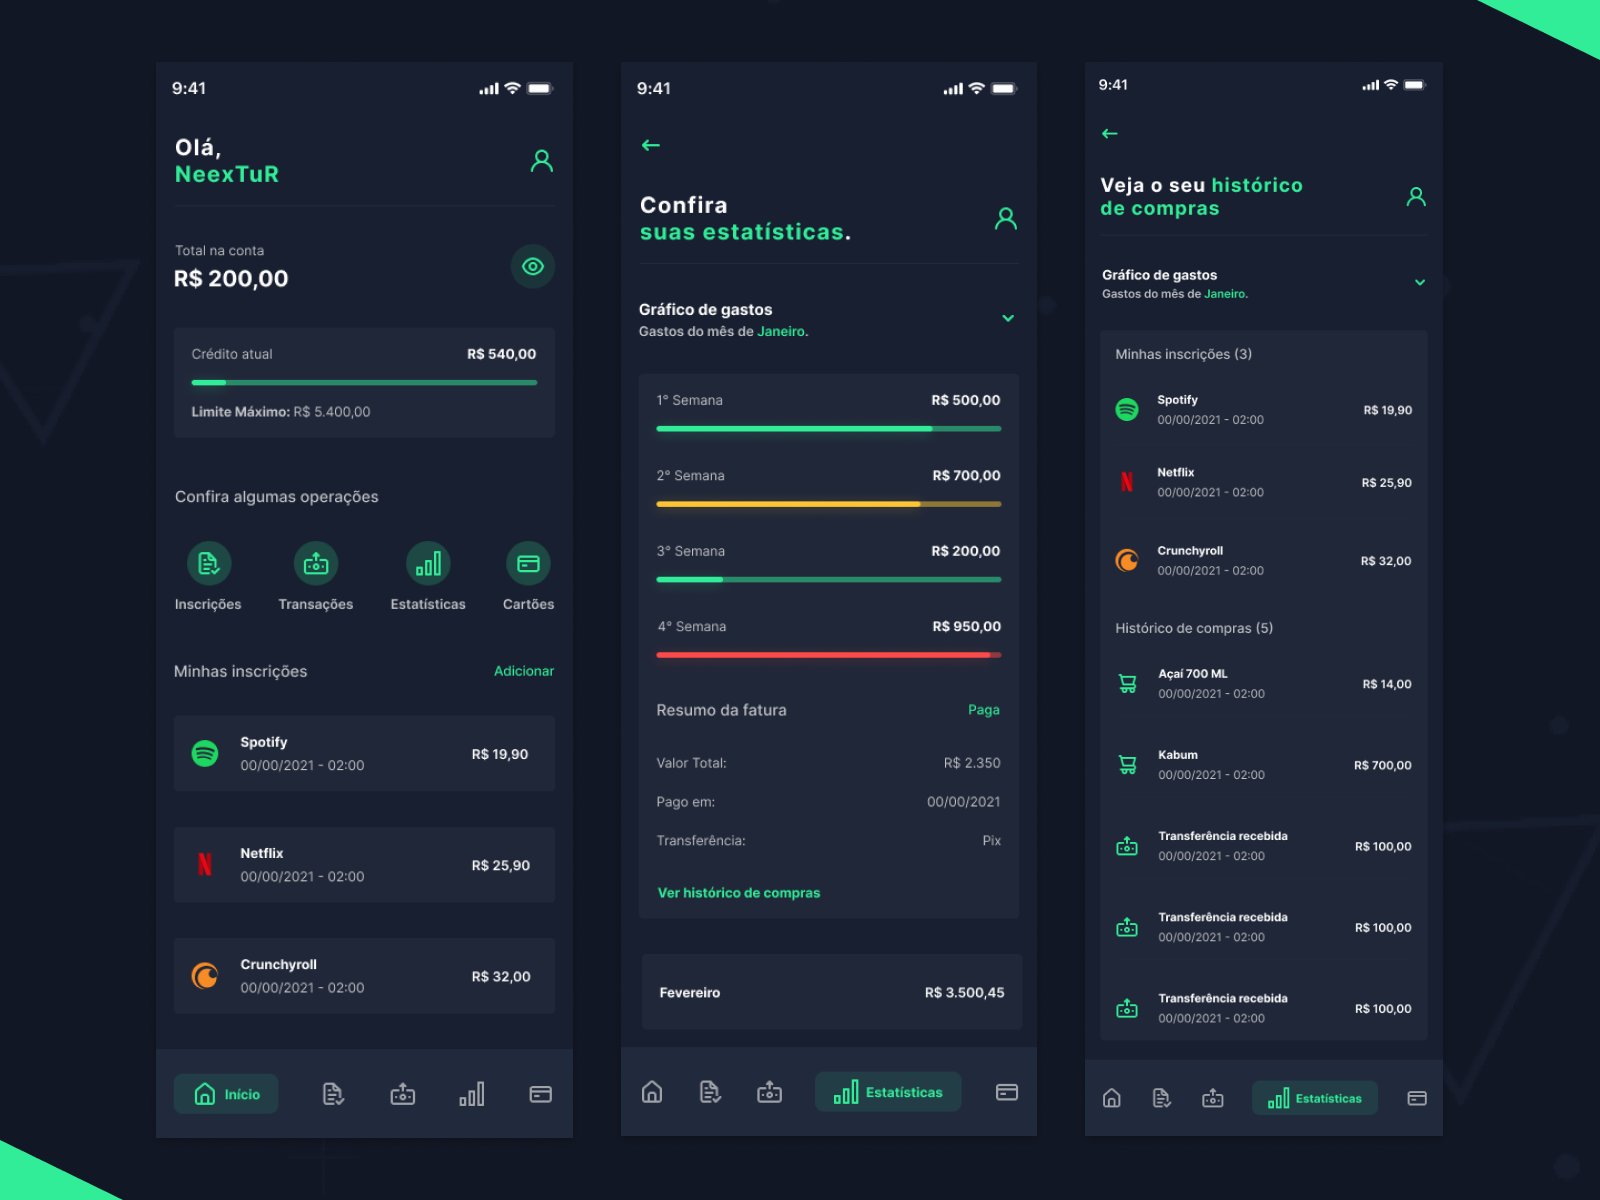 9:41
Olá,
NeexTuR
Total na conta
R$ 200,00
Crédito atual
R$ 540,00
Limite Máximo: R$ 5.400,00
Confira algumas operações
Inscrições
Transações
Estatísticas
Cartões
Minhas inscrições
Adicionar
Spotify
00/00/2021 - 02:00
R$ 19,90
Netflix
00/00/2021 - 02:00
R$ 25,90
Crunchyroll
00/00/2021 - 02:00
R$ 32,00
Início
9:41
Confira
suas estatísticas.
Gráfico de gastos
Gastos do mês de Janeiro.
1° Semana
R$ 500,00
2° Semana
R$ 700,00
3° Semana
R$ 200,00
4° Semana
R$ 950,00
Resumo da fatura
Paga
Valor Total:
R$ 2.350
Pago em:
00/00/2021
Transferência:
Pix
Ver histórico de compras
Fevereiro
R$ 3.500,45
Estatísticas
9:41
Veja o seu histórico
de compras
Gráfico de gastos
Gastos do mês de Janeiro.
Minhas inscrições (3)
Spotify
00/00/2021 - 02:00
R$ 19,90
Netflix
00/00/2021 - 02:00
R$ 25,90
Crunchyroll
00/00/2021 - 02:00
R$ 32,00
Histórico de compras (5)
Açaí 700 ML
00/00/2021 - 02:00
R$ 14,00
Kabum
00/00/2021 - 02:00
R$ 700,00
Transferência recebida
00/00/2021 - 02:00
R$ 100,00
Transferência recebida
00/00/2021 - 02:00
R$ 100,00
Transferência recebida
00/00/2021 - 02:00
R$ 100,00
Estatísticas